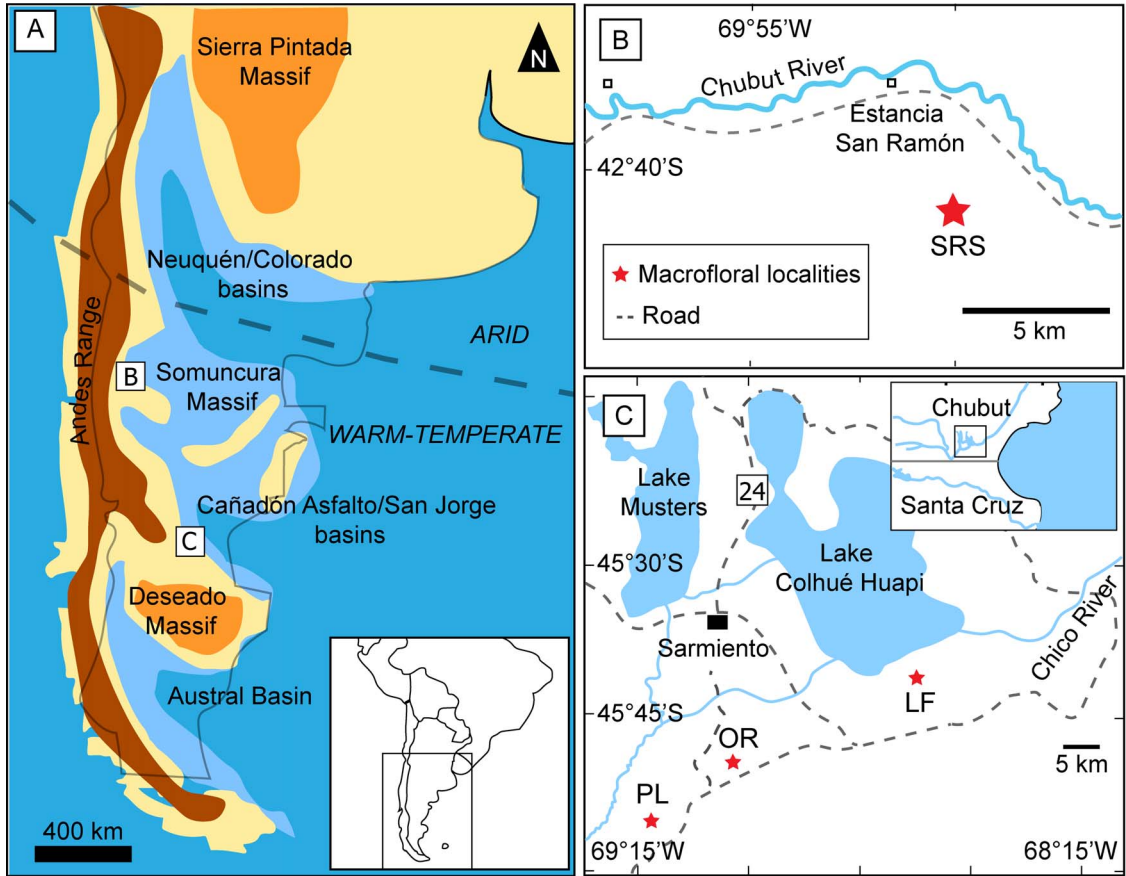 A
Sierra Pintada
Massif
N
Neuquén/Colorado
basins
ARID
Andes Range
B
Somuncura
Massif
WARM-TEMPERATE
Cañadón Asfalto/San Jorge
basins
C
Deseado
Massif
Austral Basin
400 km
B
69°55'W
Chubut River
Estancia
San Ramón
42°40'S
SRS
Macrofloral localities
Road
5 km
C
Chubut
Santa Cruz
Lake
Musters
24
Lake
Colhué Huapi
45°30'S
Sarmiento
Chico River
LF
45°45'S
OR
5 km
PL
69°15'W
68°15'W